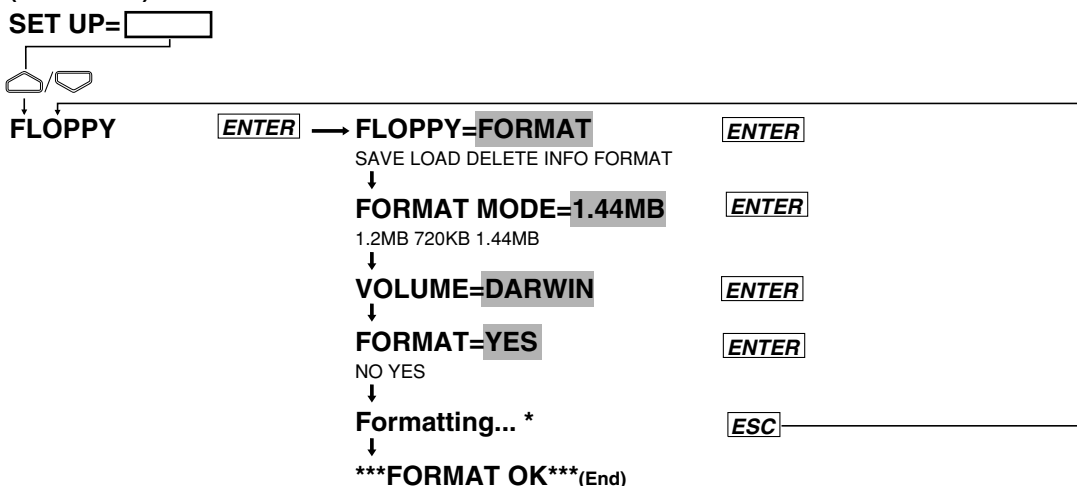 SET UP=
FLOPPY ENTER FLOPPY=FORMAT ENTER
SAVE LOAD DELETE INFO FORMAT
FORMAT MODE=1.44MB ENTER
1.2MB 720KB 1.44MB
VOLUME=DARWIN ENTER
FORMAT=YES ENTER
NO YES
Formatting... * ESC
***FORMAT OK***(End)